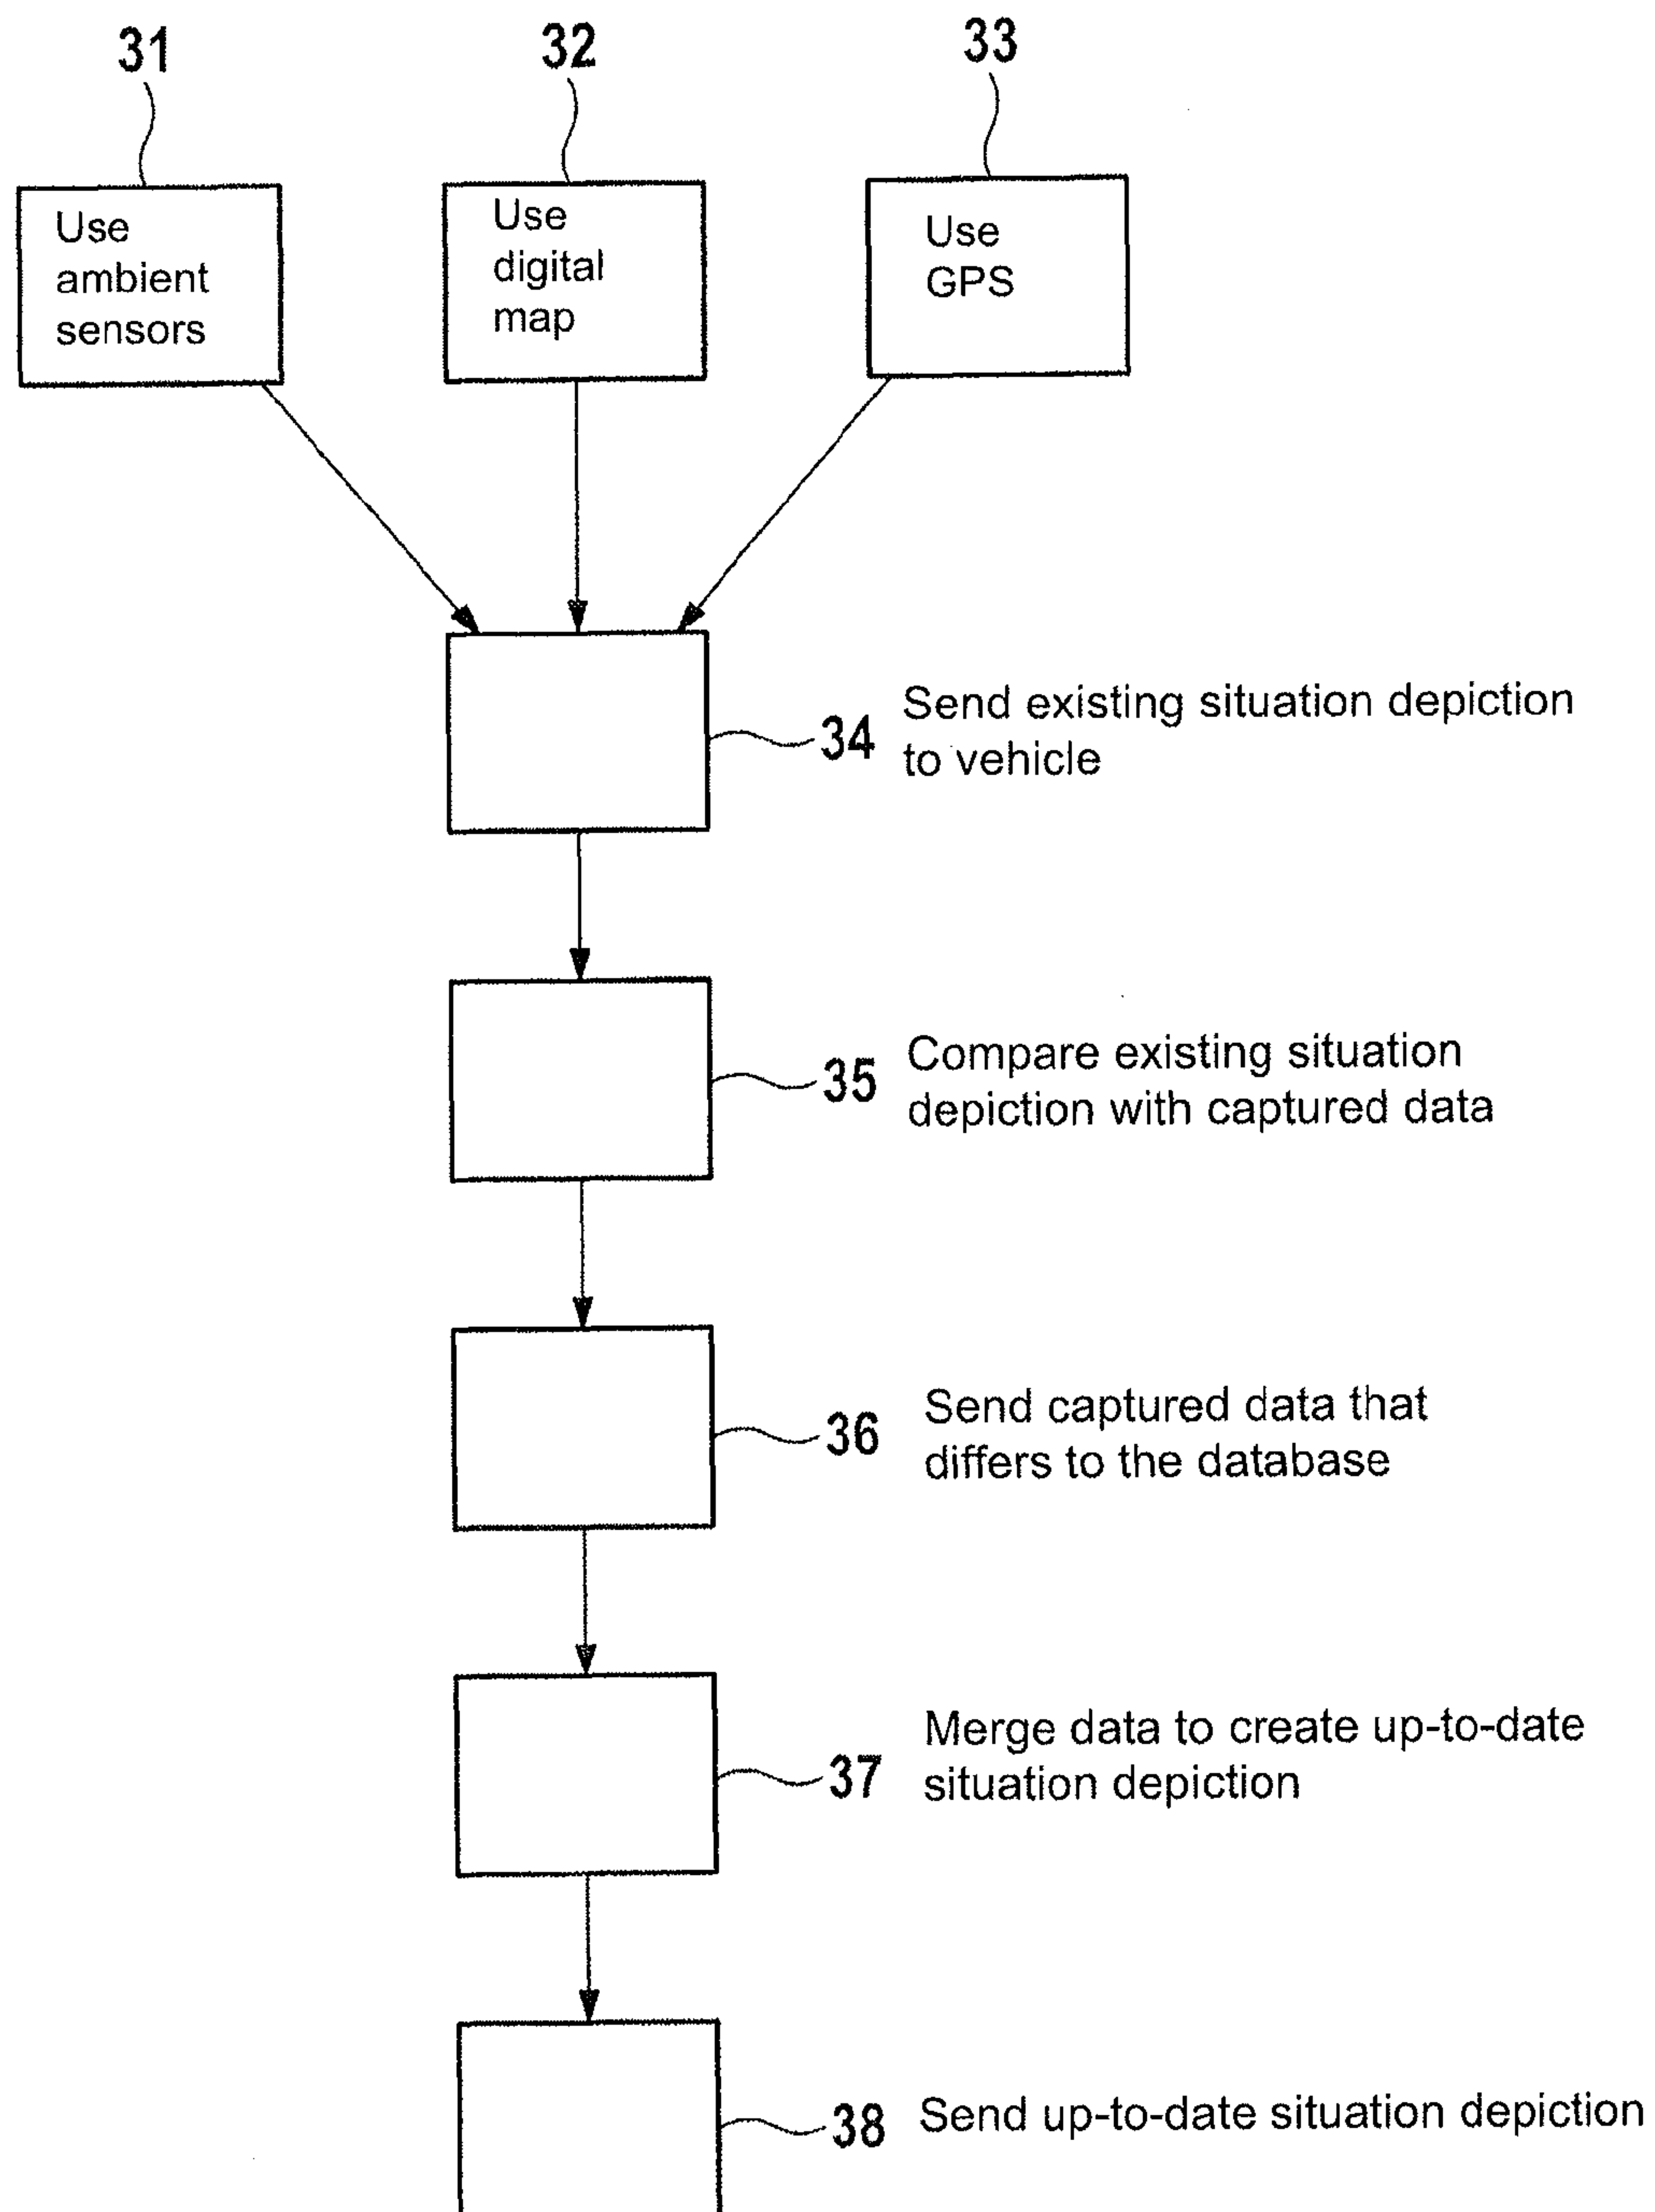 31
32
33
Use
ambient
sensors
Use
digital
map
Use
GPS
34
Send existing situation depiction
to vehicle
35
Compare existing situation
depiction with captured data
36
Send captured data that
differs to the database
37
Merge data to create up-to-date
situation depiction
38
Send up-to-date situation depiction